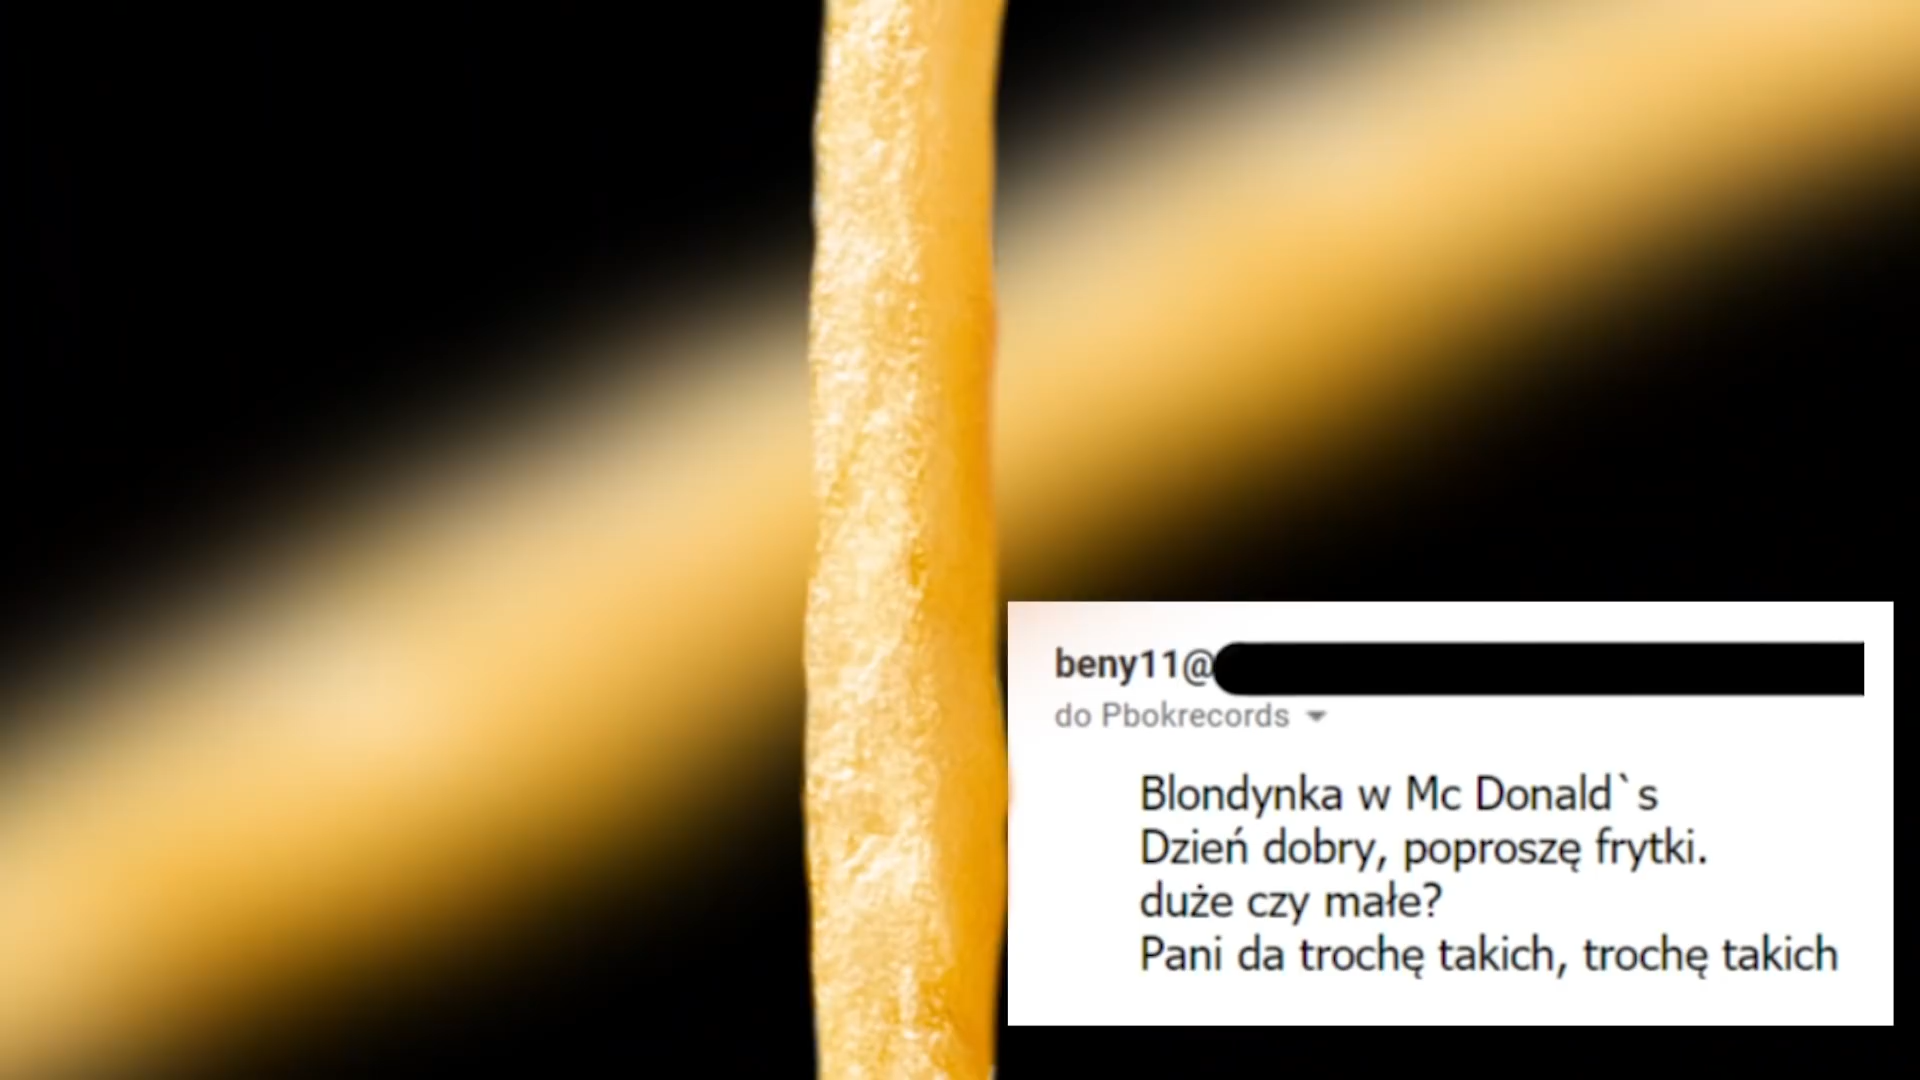 beny11@
do Pbokrecords
Blondynka w Mc Donald`s
Dzień dobry, poproszę frytki.
duże czy małe?
Pani da trochę takich, trochę takich